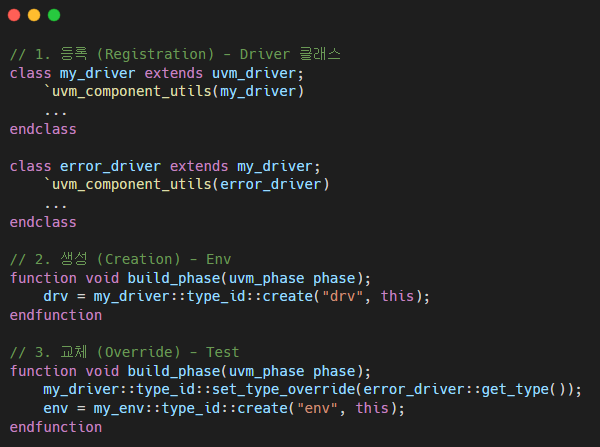 // 1. 등록 (Registration) - Driver 클래스
class my_driver extends uvm_driver;
    `uvm_component_utils(my_driver)
    ...
endclass

class error_driver extends my_driver;
    `uvm_component_utils(error_driver)
    ...
endclass

// 2. 생성 (Creation) - Env
function void build_phase(uvm_phase phase);
    drv = my_driver::type_id::create("drv", this);
endfunction

// 3. 교체 (Override) - Test
function void build_phase(uvm_phase phase);
    my_driver::type_id::set_type_override(error_driver::get_type());
    env = my_env::type_id::create("env", this);
endfunction